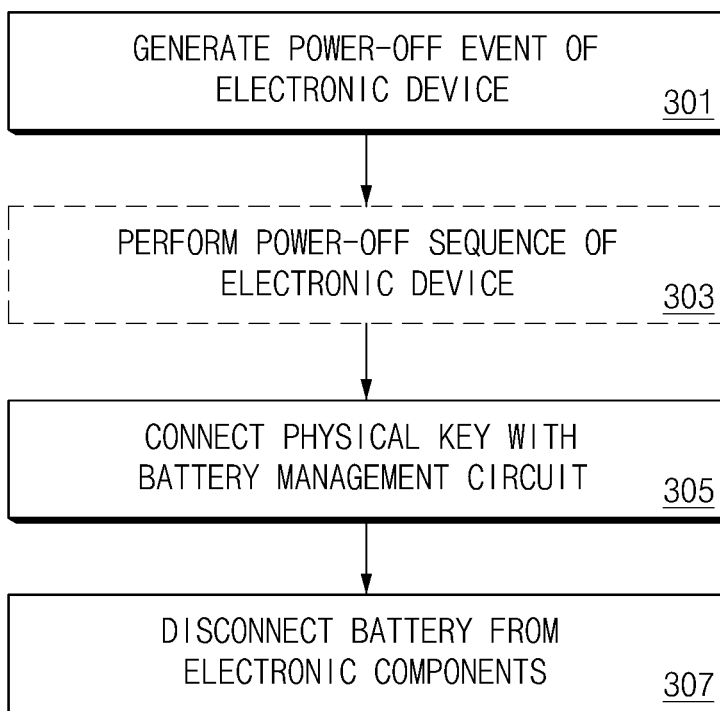 GENERATE POWER-OFF EVENT OF
ELECTRONIC DEVICE
301
PERFORM POWER-OFF SEQUENCE OF
ELECTRONIC DEVICE
303
CONNECT PHYSICAL KEY WITH
BATTERY MANAGEMENT CIRCUIT
305
DISCONNECT BATTERY FROM
ELECTRONIC COMPONENTS
307